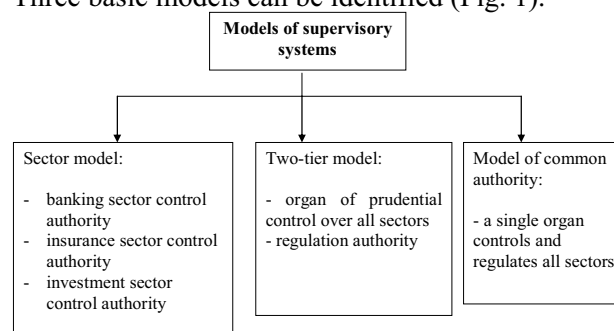 Three basic models can be identified (Fig. 1).
Models of supervisory
systems
Sector model:
- banking sector control
authority
- insurance sector control
authority
- investment sector
control authority
Two-tier model:
- organ of prudential
control over all sectors
- regulation authority
Model of common
authority:
- a single organ
controls and
regulates all sectors